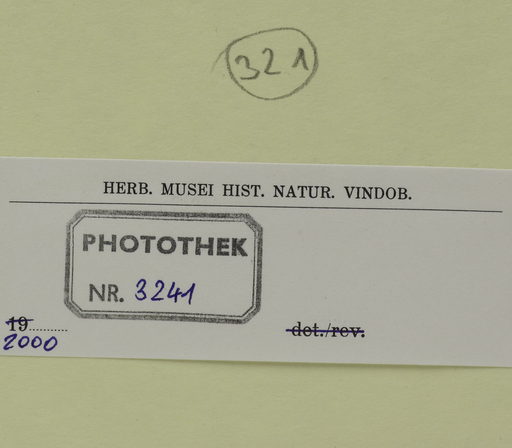 321
HERB. MUSEI HIST. NATUR. VINDOB.
PHOTOTHEK
NR. 3241
19..........
det./rev.
2000